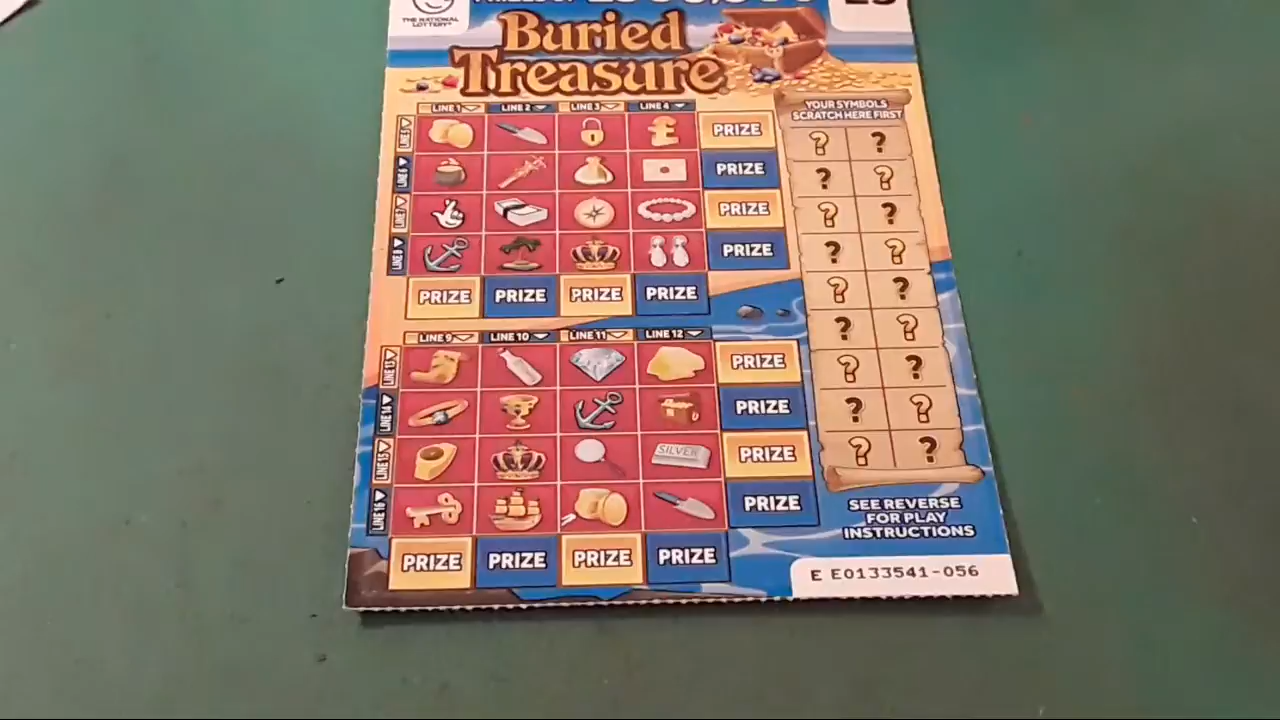 THE NATIONAL
LOTTERY®
£5
Buried
Treasure
YOUR SYMBOLS
SCRATCH HERE FIRST
LINE 1 LINE 2 LINE 3 LINE 4
LINE 5 PRIZE ? ?
LINE 6 PRIZE ? ?
LINE 7 PRIZE ? ?
LINE 8 PRIZE ? ?
PRIZE PRIZE PRIZE PRIZE ? ?
LINE 9 LINE 10 LINE 11 LINE 12 ? ?
LINE 13 PRIZE ? ?
LINE 14 PRIZE ? ?
LINE 15 SILVER PRIZE ? ?
LINE 16 PRIZE
PRIZE PRIZE PRIZE PRIZE
SEE REVERSE
FOR PLAY
INSTRUCTIONS
E E0133541-056